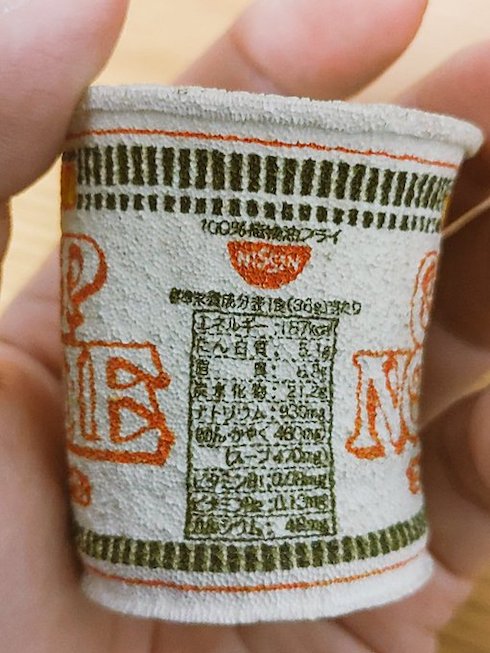 100%植物油フライ
NISSIN
標準栄養成分表1食(36g)当たり
エネルギー:187kcal
たん白質: 5.1g
脂 質:
炭水化物:21.2g
ナトリウム:930mg
めん・かやく 460mg
スープ 470mg
ビタミンB1:0.08mg
ビタミンB2:0.13mg
カルシウム: 48mg
P
ME
C
NO